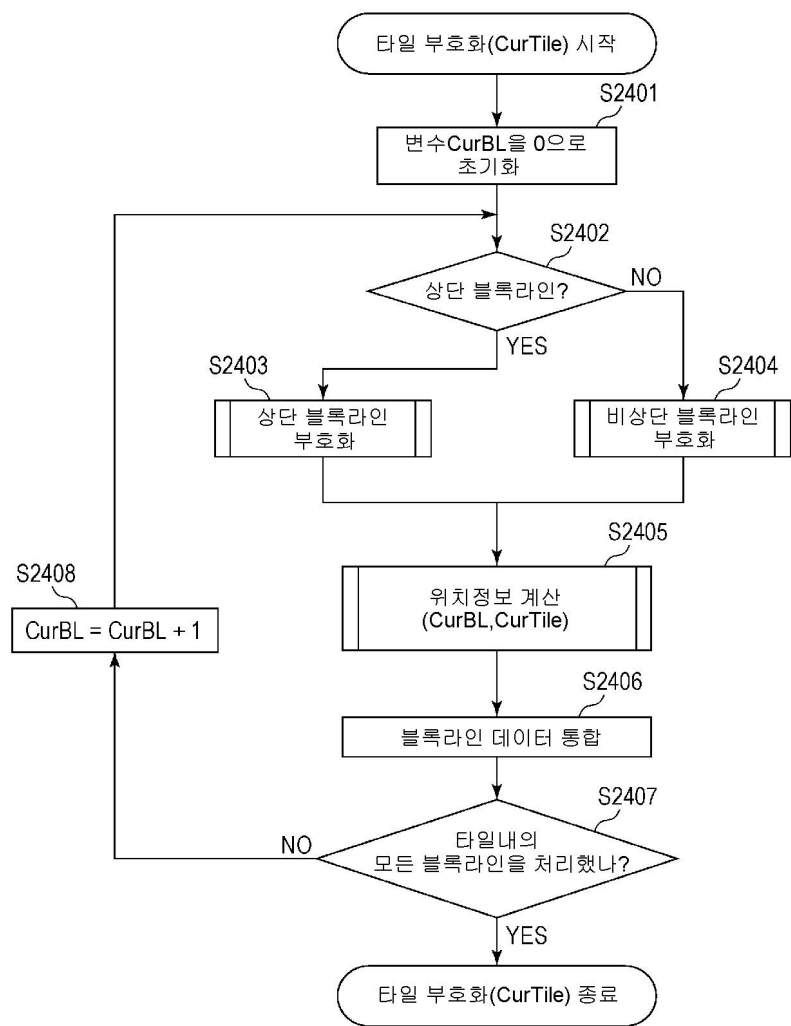 타일 부호화(CurTile) 시작
S2401
변수CurBL을 0으로
초기화
S2402
상단 블록라인?
NO
YES
S2403
상단 블록라인
부호화
S2404
비상단 블록라인
부호화
S2405
위치정보 계산
(CurBL,CurTile)
S2408
CurBL = CurBL + 1
S2406
블록라인 데이터 통합
S2407
타일내의
모든 블록라인을 처리했나?
NO
YES
타일 부호화(CurTile) 종료